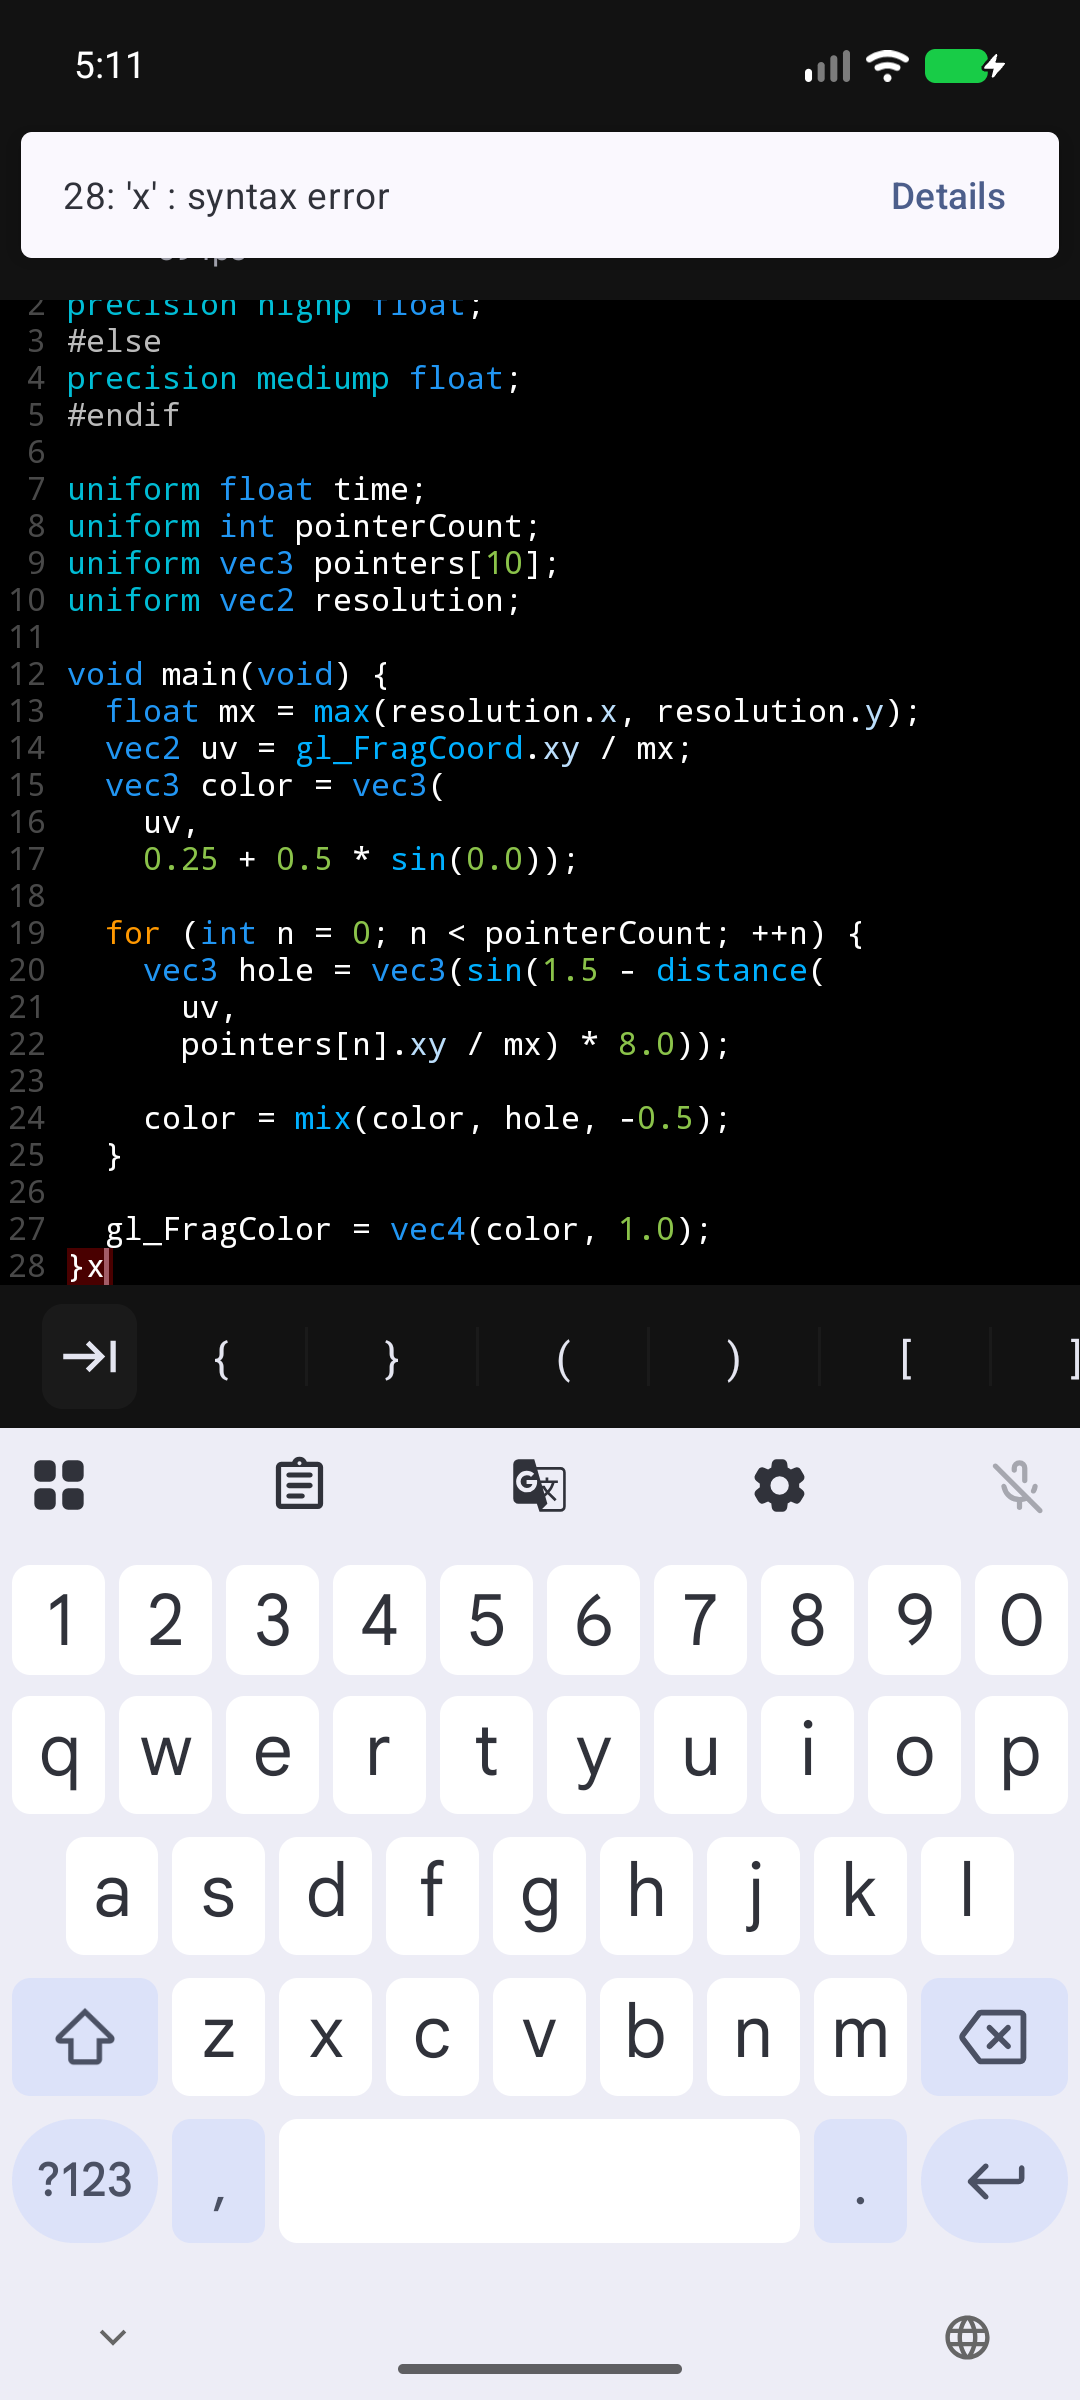 5:11
28: 'x' : syntax error
Details
2 precision highp float;
3 #else
4 precision mediump float;
5 #endif
6
7 uniform float time;
8 uniform int pointerCount;
9 uniform vec3 pointers[10];
10 uniform vec2 resolution;
11
12 void main(void) {
13   float mx = max(resolution.x, resolution.y);
14   vec2 uv = gl_FragCoord.xy / mx;
15   vec3 color = vec3(
16     uv,
17     0.25 + 0.5 * sin(0.0));
18
19   for (int n = 0; n < pointerCount; ++n) {
20     vec3 hole = vec3(sin(1.5 - distance(
21       uv,
22       pointers[n].xy / mx) * 8.0));
23
24     color = mix(color, hole, -0.5);
25   }
26
27   gl_FragColor = vec4(color, 1.0);
28 }x
{ } ( ) [ ]
1 2 3 4 5 6 7 8 9 0
q w e r t y u i o p
a s d f g h j k l
z x c v b n m
?123 , .